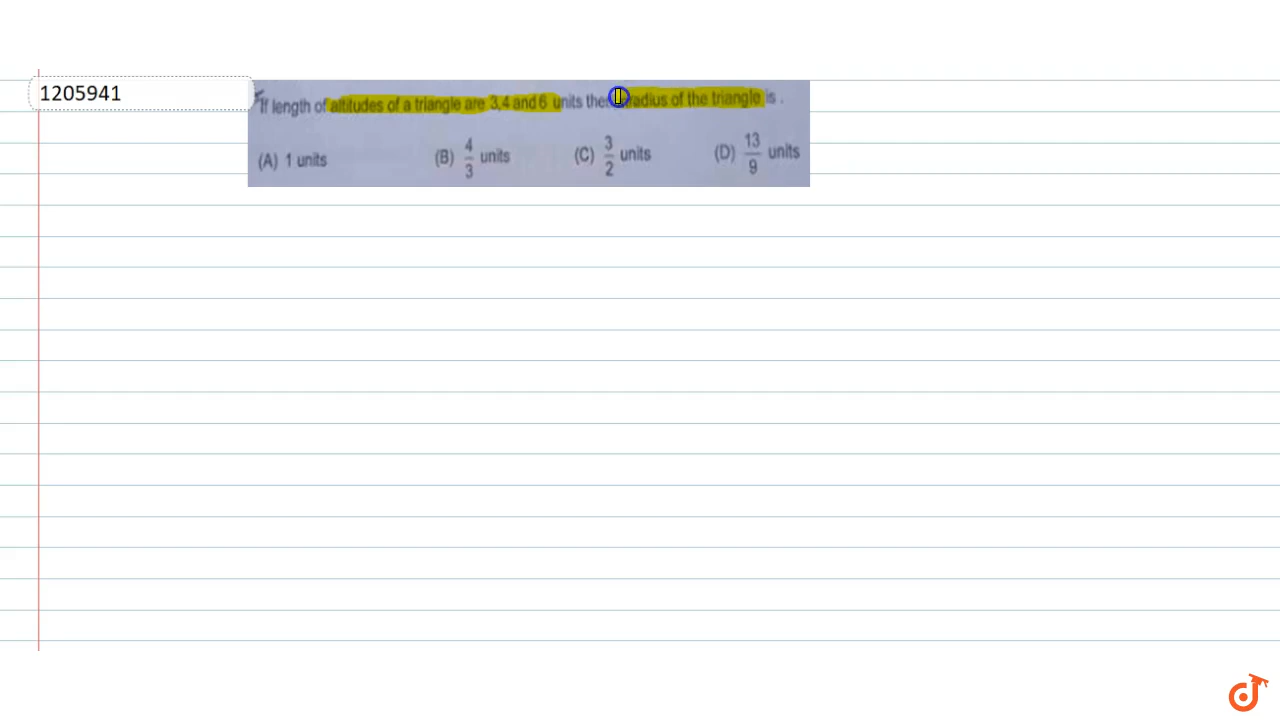 1205941
If length of altitudes of a triangle are 3,4 and 6 units then radius of the triangle is .
(A) 1 units (B) 4/3 units (C) 3/2 units (D) 13/9 units